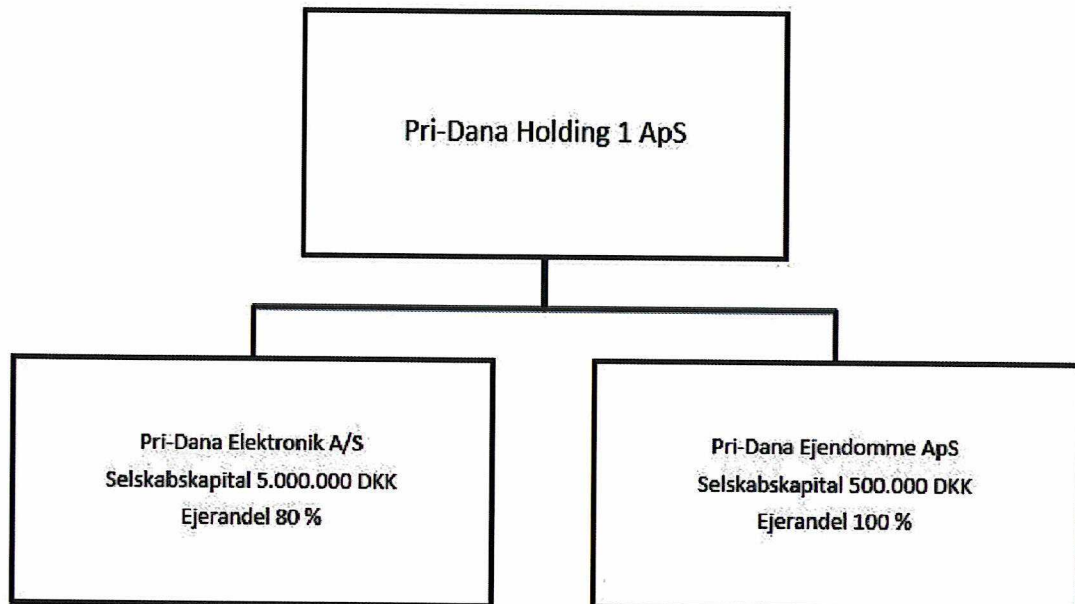 Pri-Dana Holding 1 ApS
Pri-Dana Elektronik A/S
Selskabskapital 5.000.000 DKK
Ejerandel 80 %
Pri-Dana Ejendomme ApS
Selskabskapital 500.000 DKK
Ejerandel 100 %